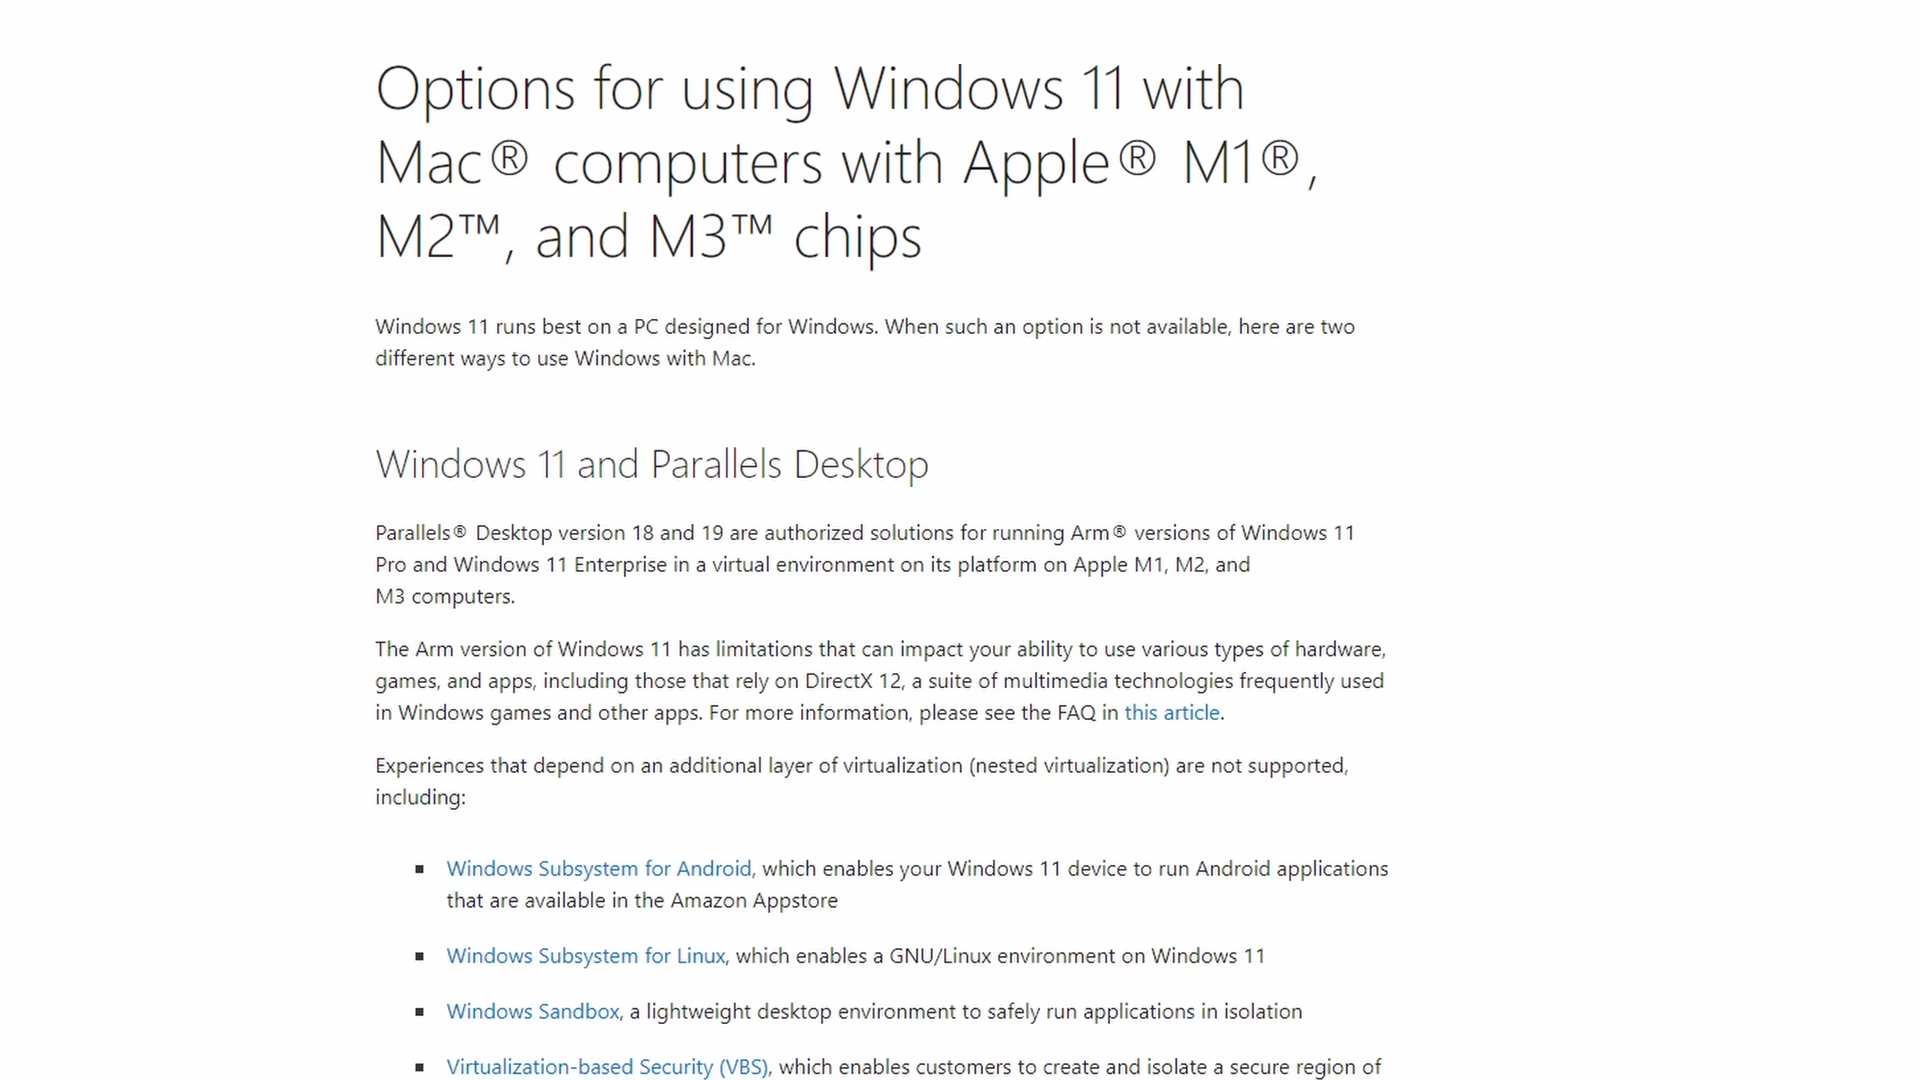 Options for using Windows 11 with
Mac® computers with Apple® M1®,
M2™, and M3™ chips
Windows 11 runs best on a PC designed for Windows. When such an option is not available, here are two
different ways to use Windows with Mac.
Windows 11 and Parallels Desktop
Parallels® Desktop version 18 and 19 are authorized solutions for running Arm® versions of Windows 11
Pro and Windows 11 Enterprise in a virtual environment on its platform on Apple M1, M2, and
M3 computers.
The Arm version of Windows 11 has limitations that can impact your ability to use various types of hardware,
games, and apps, including those that rely on DirectX 12, a suite of multimedia technologies frequently used
in Windows games and other apps. For more information, please see the FAQ in this article.
Experiences that depend on an additional layer of virtualization (nested virtualization) are not supported,
including:
▪ Windows Subsystem for Android, which enables your Windows 11 device to run Android applications
that are available in the Amazon Appstore
▪ Windows Subsystem for Linux, which enables a GNU/Linux environment on Windows 11
▪ Windows Sandbox, a lightweight desktop environment to safely run applications in isolation
▪ Virtualization-based Security (VBS), which enables customers to create and isolate a secure region of